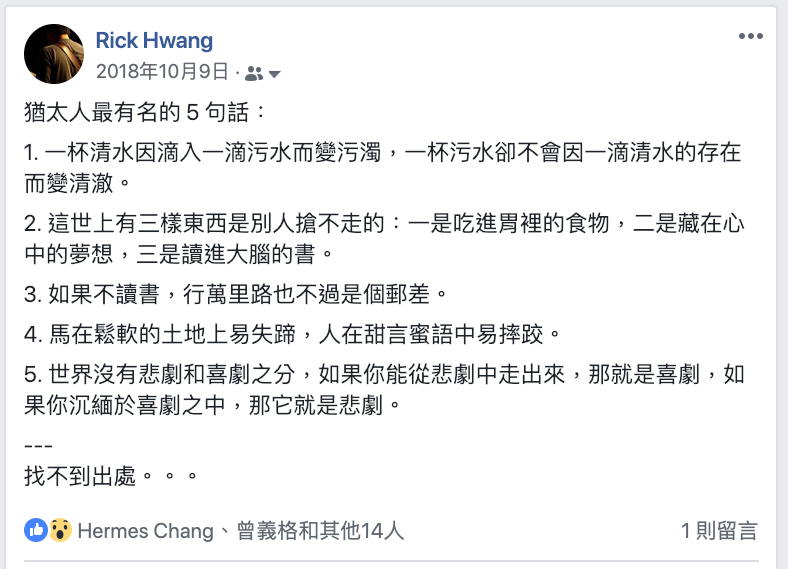 Rick Hwang
2018年10月9日 ·
猶太人最有名的 5 句話：
1. 一杯清水因滴入一滴污水而變污濁，一杯污水卻不會因一滴清水的存在
而變清澈。
2. 這世上有三樣東西是別人搶不走的：一是吃進胃裡的食物，二是藏在心
中的夢想，三是讀進大腦的書。
3. 如果不讀書，行萬里路也不過是個郵差。
4. 馬在鬆軟的土地上易失蹄，人在甜言蜜語中易摔跤。
5. 世界沒有悲劇和喜劇之分，如果你能從悲劇中走出來，那就是喜劇，如
果你沉緬於喜劇之中，那它就是悲劇。
---
找不到出處。。。
Hermes Chang、曾義格和其他14人
1 則留言